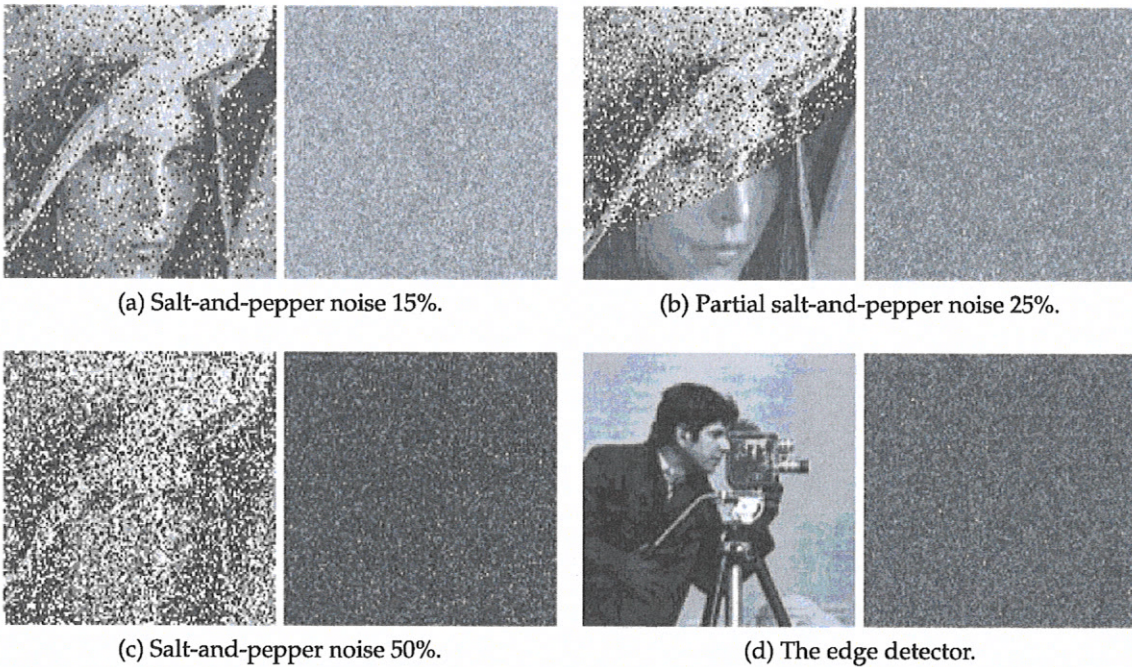 (a) Salt-and-pepper noise 15%.
(b) Partial salt-and-pepper noise 25%.
(c) Salt-and-pepper noise 50%.
(d) The edge detector.